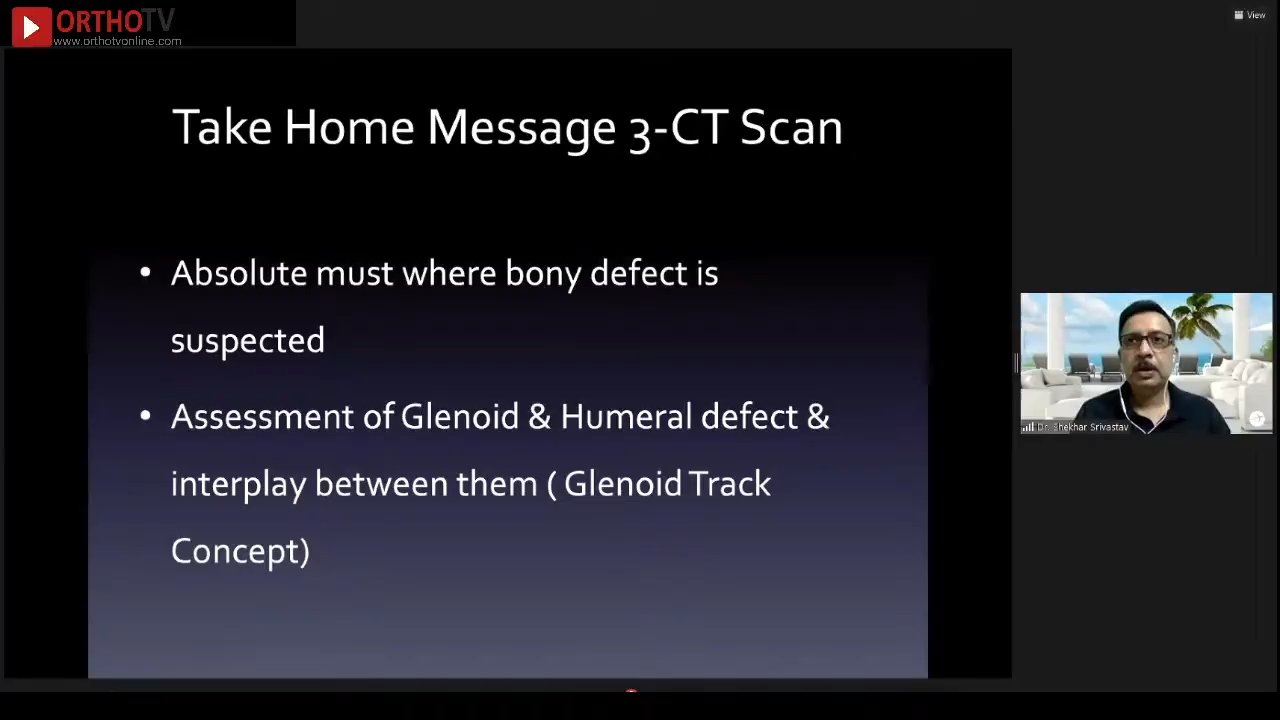 ORTHOTV
www.orthotvonline.com
View
Take Home Message 3-CT Scan
• Absolute must where bony defect is
suspected
• Assessment of Glenoid & Humeral defect &
interplay between them ( Glenoid Track
Concept)
Dr. Shekhar Srivastav